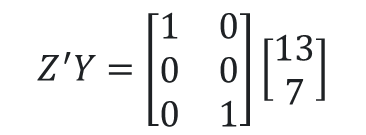 Z′Y = [1 0; 0 0; 0 1] [13; 7]